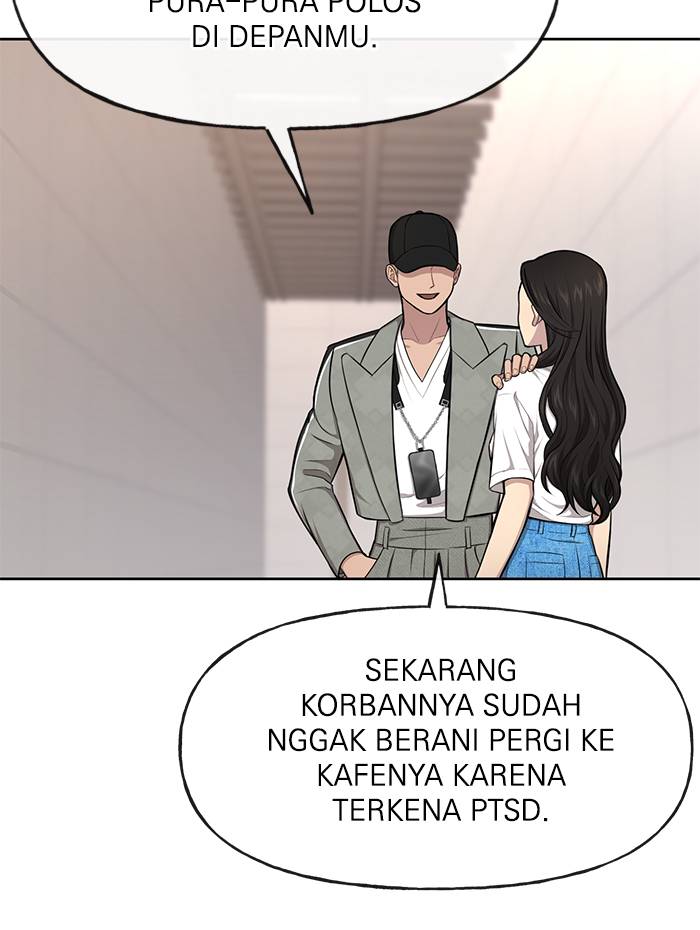 PURA-PURA POLOS
DI DEPANMU.
SEKARANG
KORBANNYA SUDAH
NGGAK BERANI PERGI KE
KAFENYA KARENA
TERKENA PTSD.